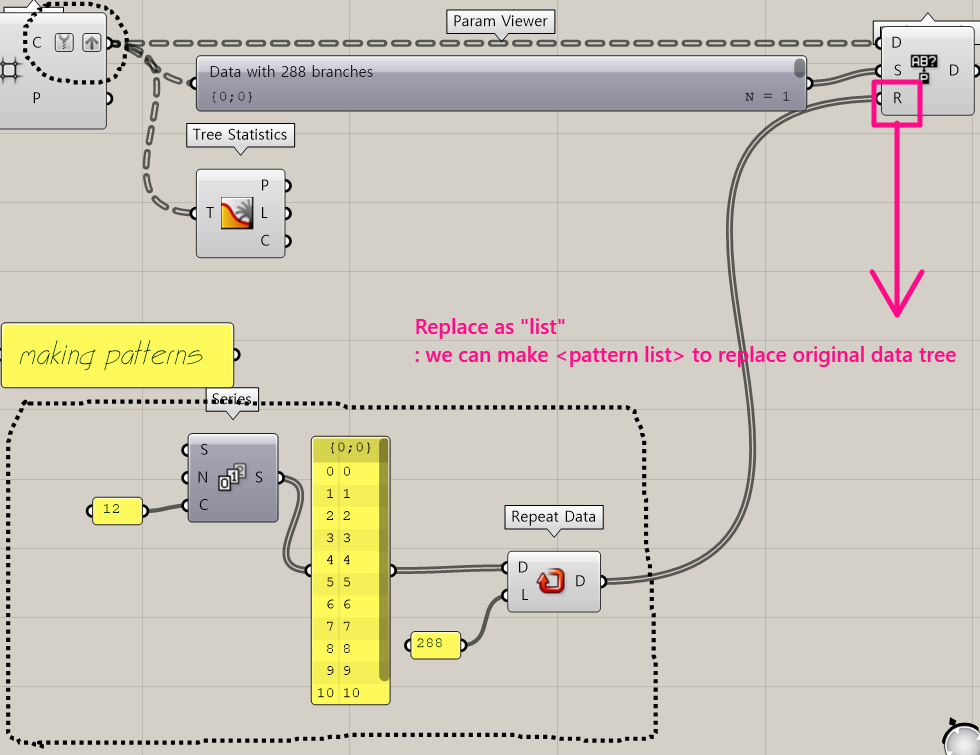 Param Viewer
C
D
Data with 288 branches
{0;0}
N = 1
S
D
P
R
Tree Statistics
P
T
L
C
Replace as "list"
: we can make <pattern list> to replace original data tree
making patterns
Series
S
N
S
C
12
{0;0}
0 0
1 1
2 2
3 3
4 4
5 5
6 6
7 7
8 8
9 9
10 10
Repeat Data
D
D
L
288
AB?